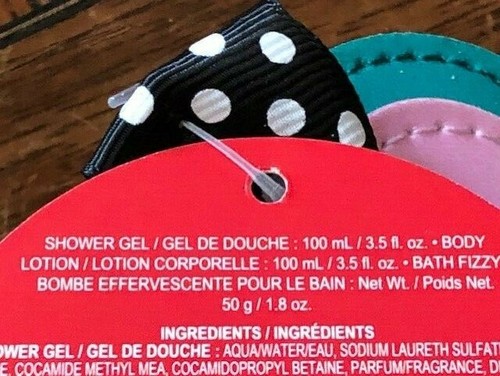 SHOWER GEL / GEL DE DOUCHE : 100 mL / 3.5 fl. oz. • BODY
LOTION / LOTION CORPORELLE : 100 mL / 3.5 fl. oz. • BATH FIZZY
BOMBE EFFERVESCENTE POUR LE BAIN : Net Wt. / Poids Net.
50 g / 1.8 oz.
INGREDIENTS / INGRÉDIENTS
OWER GEL / GEL DE DOUCHE : AQUA/WATER/EAU, SODIUM LAURETH SULFAT
E, COCAMIDE METHYL MEA, COCAMIDOPROPYL BETAINE, PARFUM/FRAGRANCE, D